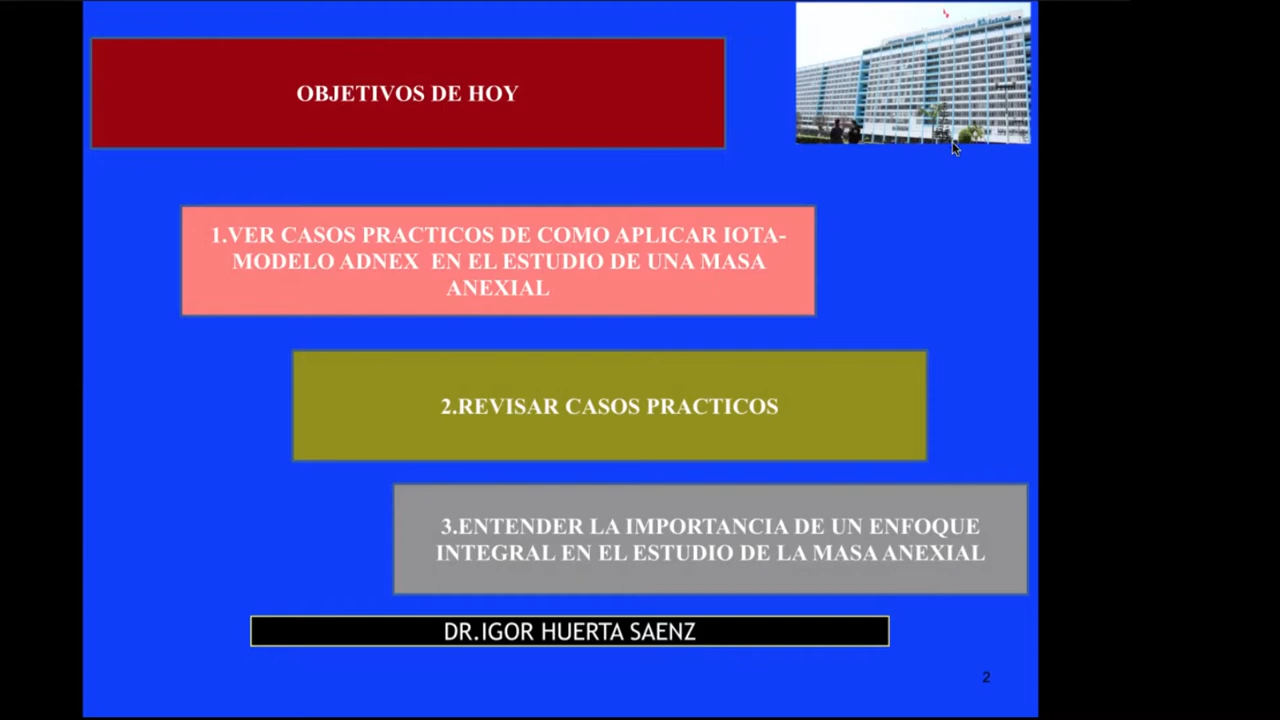 OBJETIVOS DE HOY
1.VER CASOS PRACTICOS DE COMO APLICAR IOTA-
MODELO ADNEX EN EL ESTUDIO DE UNA MASA
ANEXIAL
2.REVISAR CASOS PRACTICOS
3.ENTENDER LA IMPORTANCIA DE UN ENFOQUE
INTEGRAL EN EL ESTUDIO DE LA MASA ANEXIAL
DR.IGOR HUERTA SAENZ
2